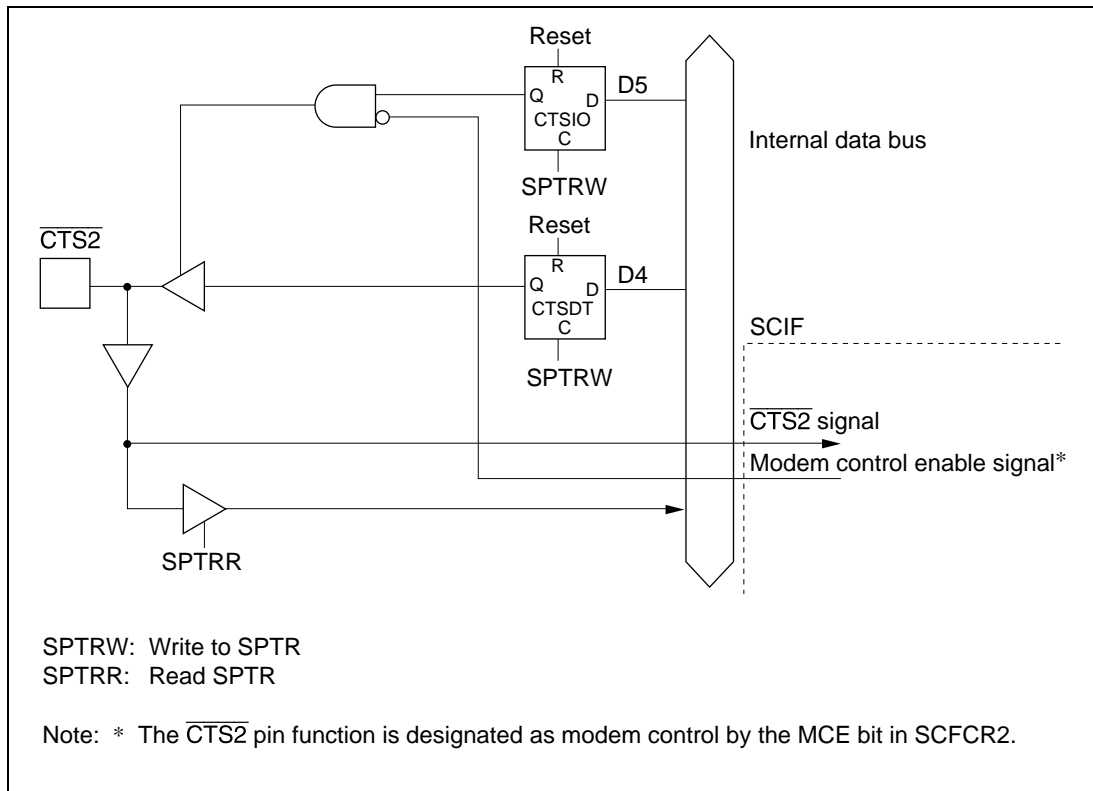 Reset
R
Q D D5
CTSIO
C
SPTRW
Internal data bus
CTS2
Reset
R
Q D D4
CTSDT
C
SPTRW
SCIF
CTS2 signal
Modem control enable signal*
SPTRR
SPTRW: Write to SPTR
SPTRR: Read SPTR
Note: * The CTS2 pin function is designated as modem control by the MCE bit in SCFCR2.